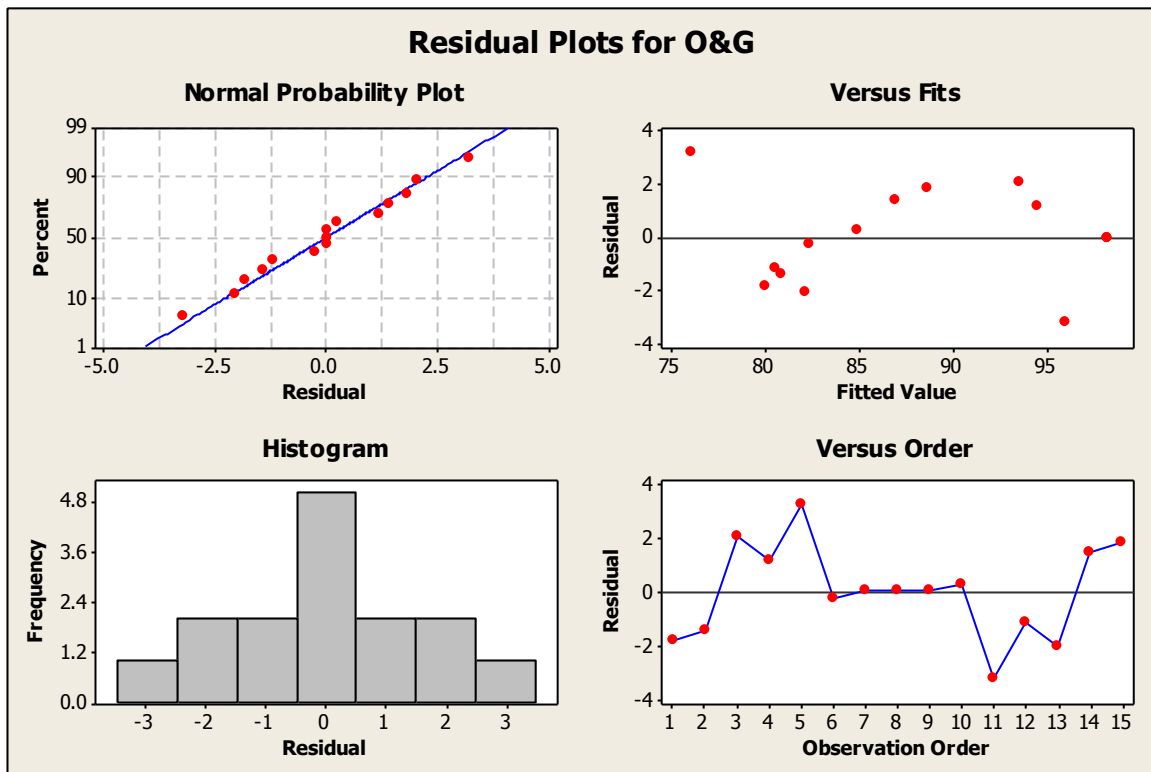 Residual Plots for O&G
Normal Probability Plot
99
90
50
10
1
Percent
-5.0 -2.5 0.0 2.5 5.0
Residual
Versus Fits
4
2
0
-2
-4
Residual
75 80 85 90 95
Fitted Value
Histogram
4.8
3.6
2.4
1.2
0.0
Frequency
-3 -2 -1 0 1 2 3
Residual
Versus Order
4
2
0
-2
-4
Residual
1 2 3 4 5 6 7 8 9 10 11 12 13 14 15
Observation Order